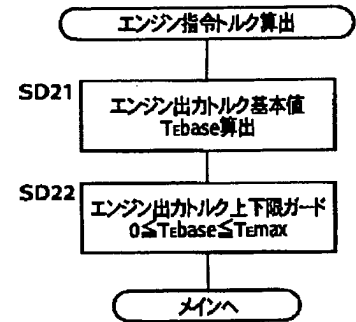 エンジン指令トルク算出
SD21
エンジン出力トルク基本値
TEbase算出
SD22
エンジン出力トルク上下限ガード
0≦TEbase≦TEmax
メインへ